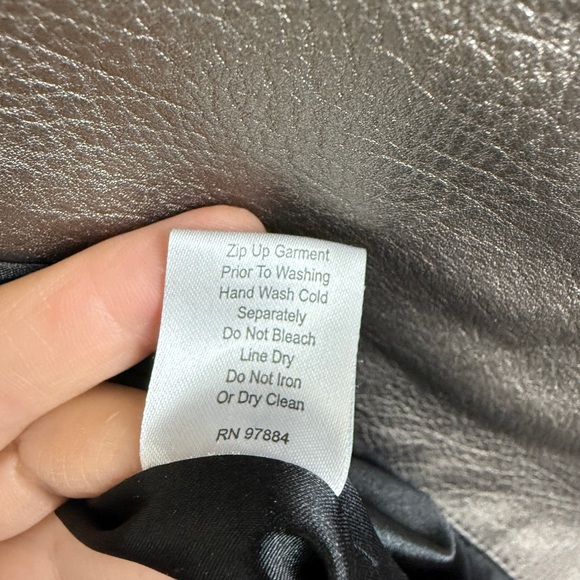 Zip Up Garment
Prior To Washing
Hand Wash Cold
Separately
Do Not Bleach
Line Dry
Do Not Iron
Or Dry Clean
RN 97884